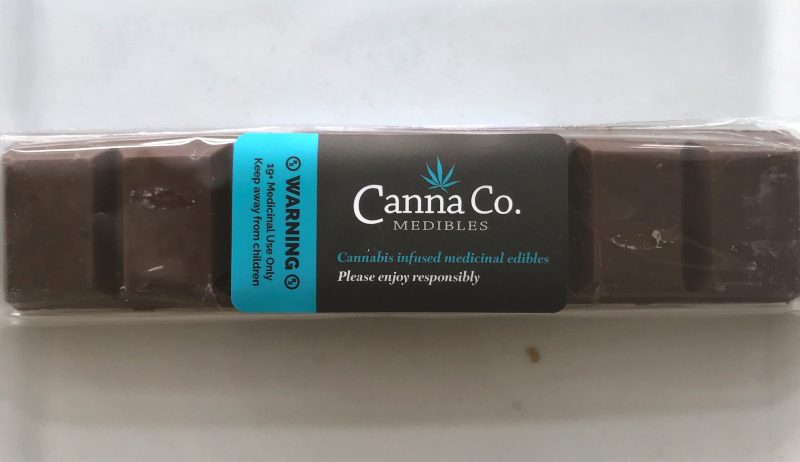 WARNING
19+ Medicinal Use Only
Keep away from children
Canna Co.
MEDIBLES
Cannabis infused medicinal edibles
Please enjoy responsibly